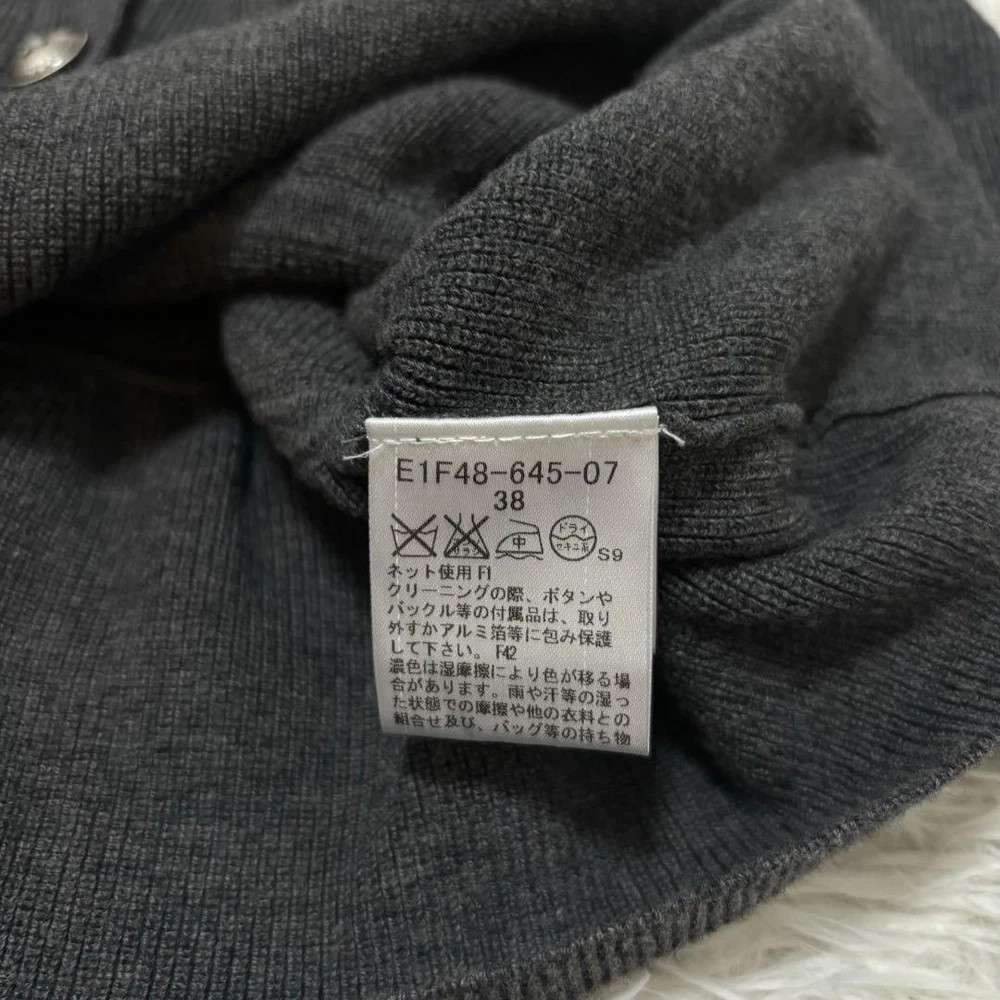 E1F48-645-07
38
中 ドライ
セキユ系 S9
ネット使用 F1
クリーニングの際、ボタンや
バックル等の付属品は、取り
外すかアルミ箔等に包み保護
して下さい。 F42
濃色は湿摩擦により色が移る場
合があります。雨や汗等の湿っ
た状態での摩擦や他の衣料との
組合せ及び、バッグ等の持ち物